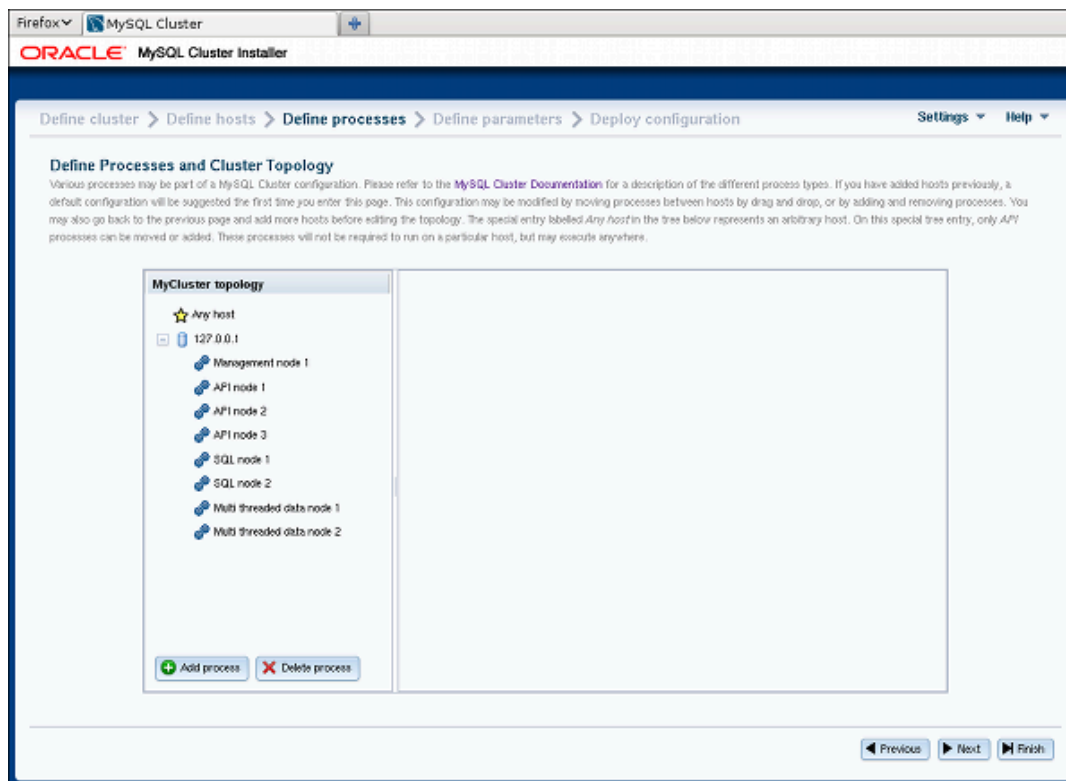 Firefox MySQL Cluster
ORACLE MySQL Cluster Installer
Define cluster Define hosts Define processes Define parameters Deploy configuration Settings Help
Define Processes and Cluster Topology
Various processes may be part of a MySQL Cluster configuration. Please refer to the MySQL Cluster Documentation for a description of the different process types. If you have added hosts previously, a
default configuration will be suggested the first time you enter this page. This configuration may be modified by moving processes between hosts by drag and drop, or by adding and removing processes. You
may also go back to the previous page and add more hosts before editing the topology. The special entry labelled Any host in the tree below represents an arbitrary host. On this special tree entry, only API
processes can be moved or added. These processes will not be required to run on a particular host, but may execute anywhere.
MyCluster topology
Any host
127.0.0.1
Management node 1
API node 1
API node 2
API node 3
SQL node 1
SQL node 2
Multi threaded data node 1
Multi threaded data node 2
Add process Delete process
Previous Next Finish